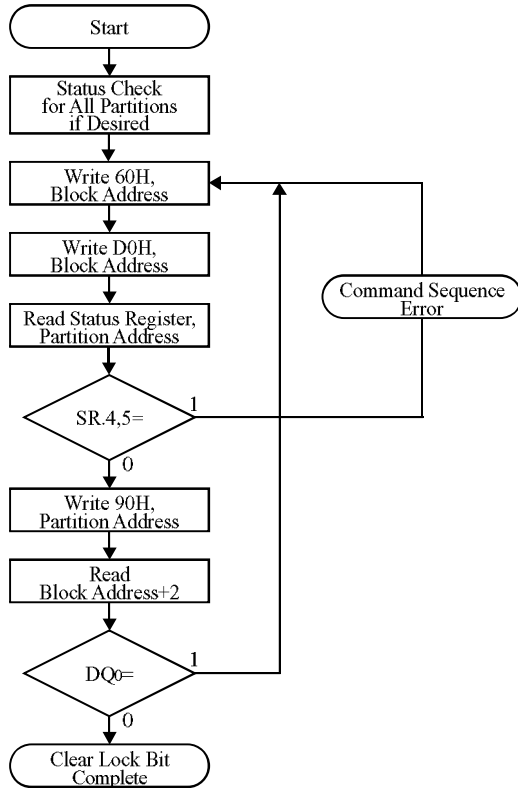 Start
Status Check
for All Partitions
if Desired
Write 60H,
Block Address
Write D0H,
Block Address
Command Sequence
Error
Read Status Register,
Partition Address
SR.4,5=
1
0
Write 90H,
Partition Address
Read
Block Address+2
DQ0=
1
0
Clear Lock Bit
Complete